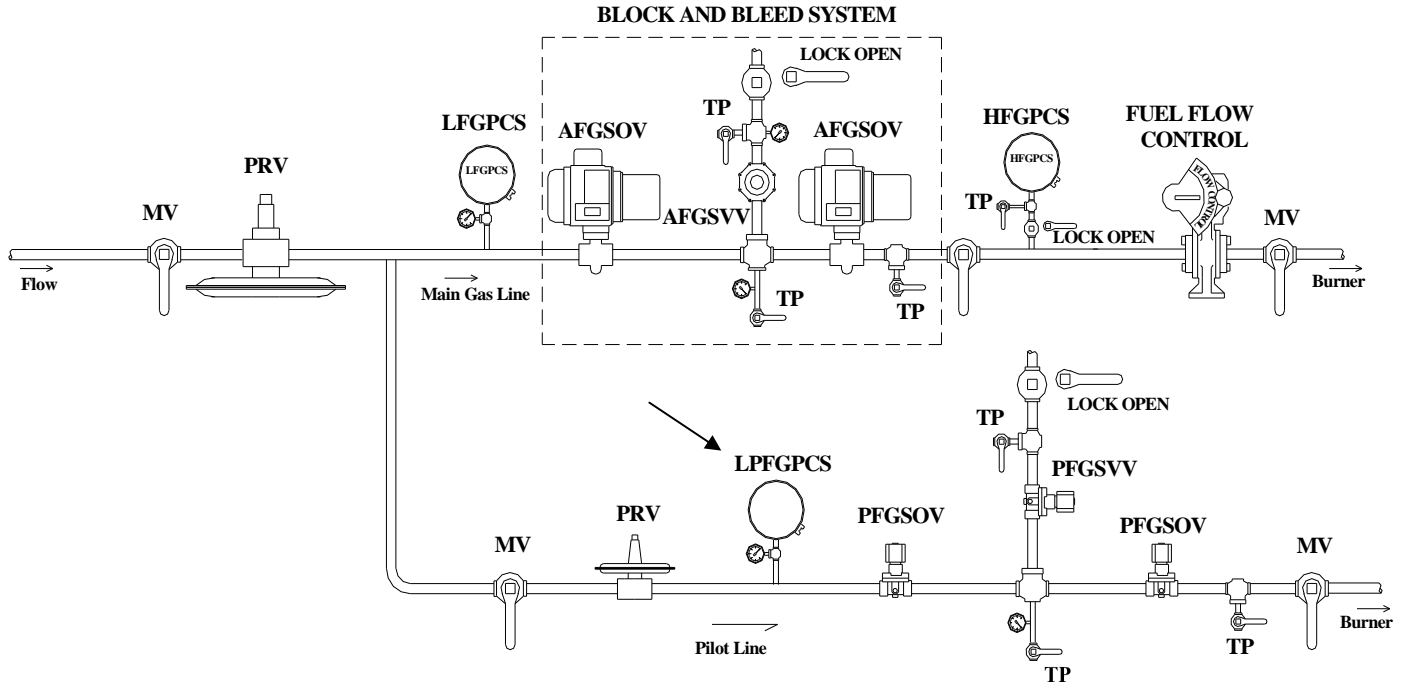 BLOCK AND BLEED SYSTEM
LOCK OPEN
TP
LFGPCS
AFGSOV
AFGSOV
HFGPCS
FUEL FLOW
CONTROL
PRV
LFGPCS
HFGPCS
FLOW CONTROL
MV
AFGSVV
TP
LOCK OPEN
MV
Flow
Main Gas Line
TP
TP
Burner
LOCK OPEN
TP
LPFGPCS
PFGSVV
PRV
PFGSOV
PFGSOV
MV
MV
Pilot Line
TP
TP
Burner